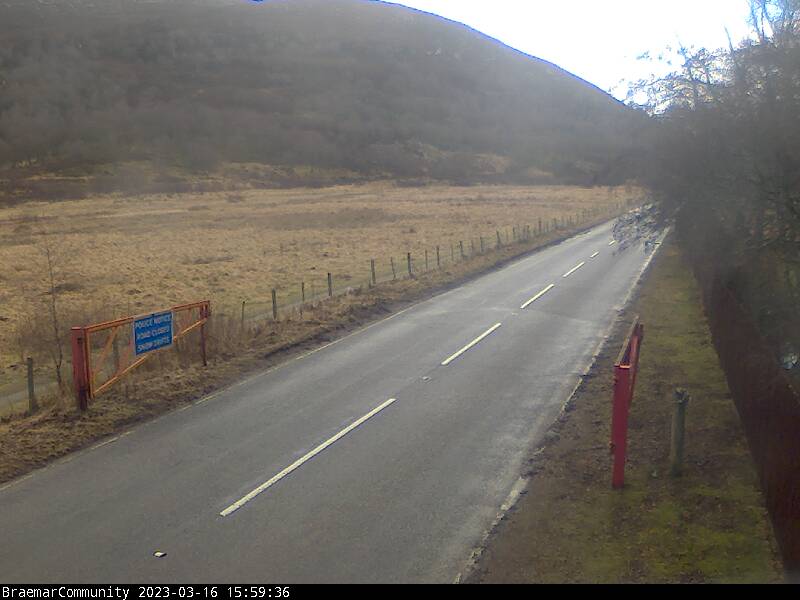 POLICE NOTICE
ROAD CLOSED
SNOW DRIFTS
BraemarCommunity 2023-03-16 15:59:36